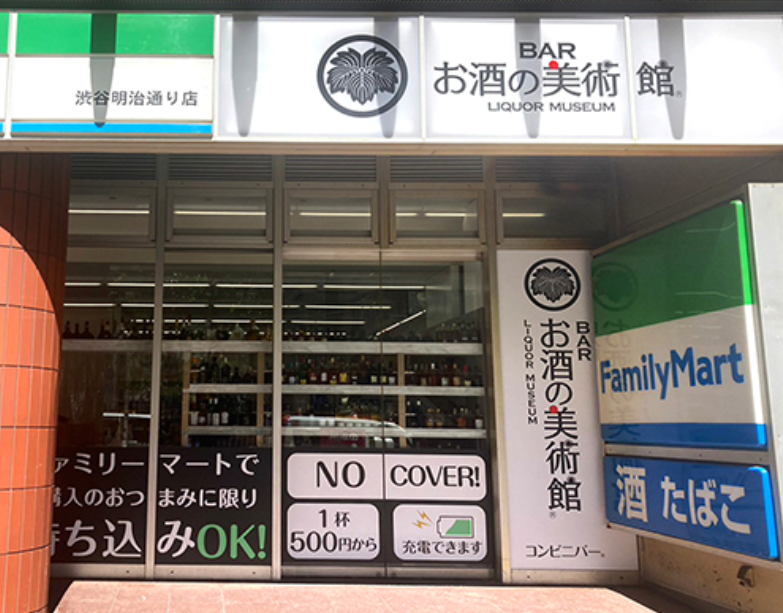 渋谷明治通り店
BAR
お酒の美術館®
LIQUOR MUSEUM
ァミリーマートで
購入のおつまみに限り
持ち込みOK!
NO COVER!
1杯
500円から
充電できます
BAR
お酒の美術館®
LIQUOR MUSEUM
コンビニバー®
FamilyMart
酒 たばこ